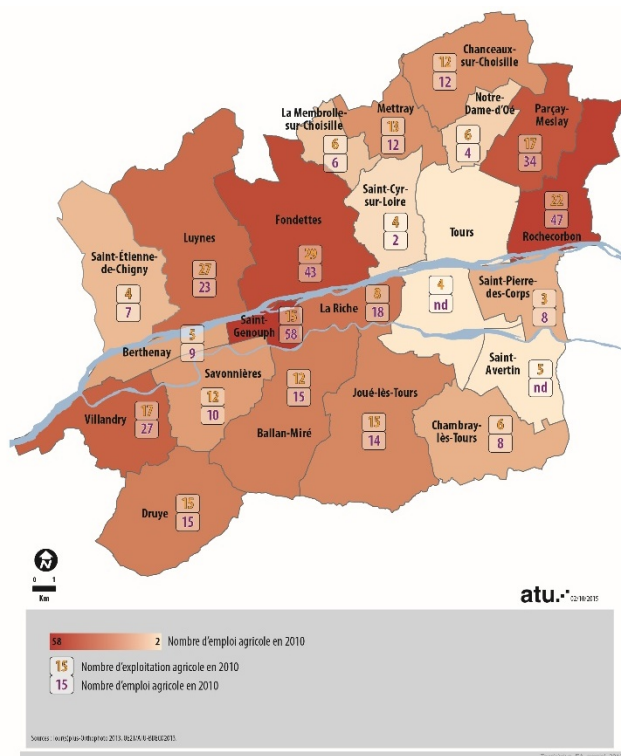 Chanceaux-
sur-Choisille
12
12
La Membrolle-
sur-Choisille
6
6
Mettray
13
12
Notre-
Dame-d'Oé
6
4
Parçay-
Meslay
17
34
Saint-Cyr-
sur-Loire
4
2
Tours
4
nd
22
47
Rochecorbon
Fondettes
43
Luynes
27
23
Saint-Étienne-
de-Chigny
4
7
Saint-Pierre-
des-Corps
3
8
La Riche
8
18
Saint-
Genouph
15
58
Berthenay
5
9
Savonnières
12
10
12
15
Ballan-Miré
Joué-lès-Tours
15
14
Saint-
Avertin
5
nd
Chambray-
lès-Tours
6
8
Villandry
17
27
Druye
15
15
N
0 1
Km
atu.
02/10/2015
58 2 Nombre d'emploi agricole en 2010
15 Nombre d'exploitation agricole en 2010
15 Nombre d'emploi agricole en 2010